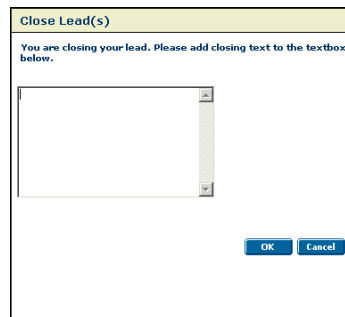 Close Lead(s)
You are closing your lead. Please add closing text to the textbox
below.
OK Cancel